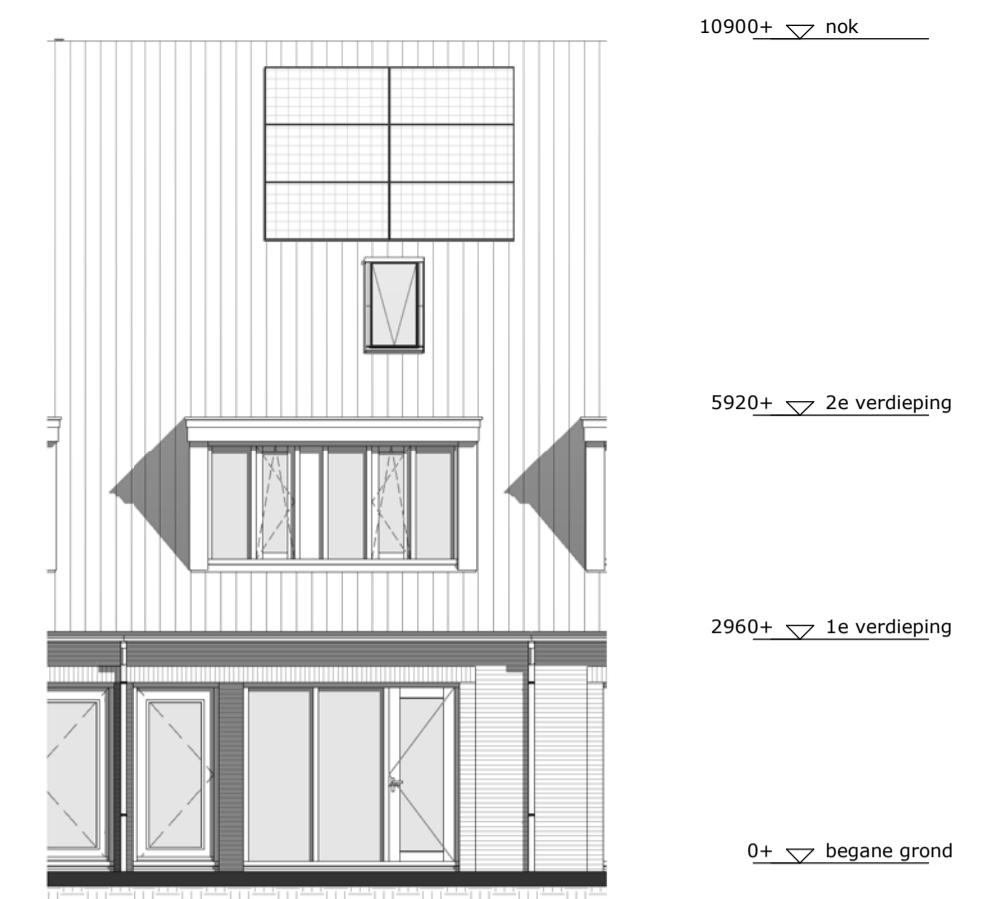 10900+ nok
5920+ 2e verdieping
2960+ 1e verdieping
0+ begane grond